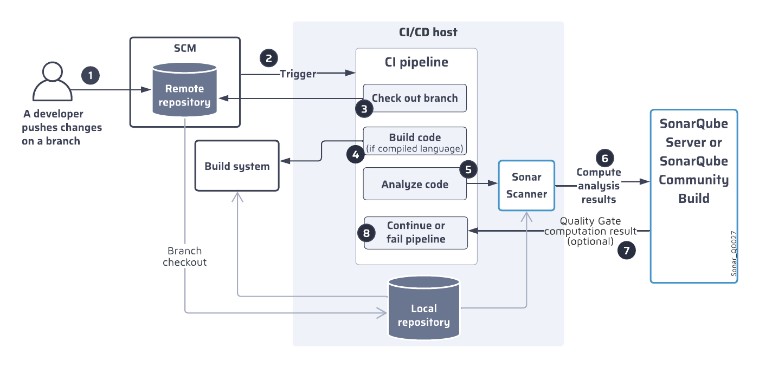 CI/CD host
SCM
1
2
Trigger
CI pipeline
Remote
repository
Check out branch
3
A developer
pushes changes
on a branch
Build code
(if compiled language)
4
Build system
Analyze code
5
Sonar
Scanner
6
Compute
analysis
results
SonarQube
Server or
SonarQube
Community
Build
8
Continue or
fail pipeline
Quality Gate
computation result
(optional)
7
Branch
checkout
Local
repository
Sonar_00027